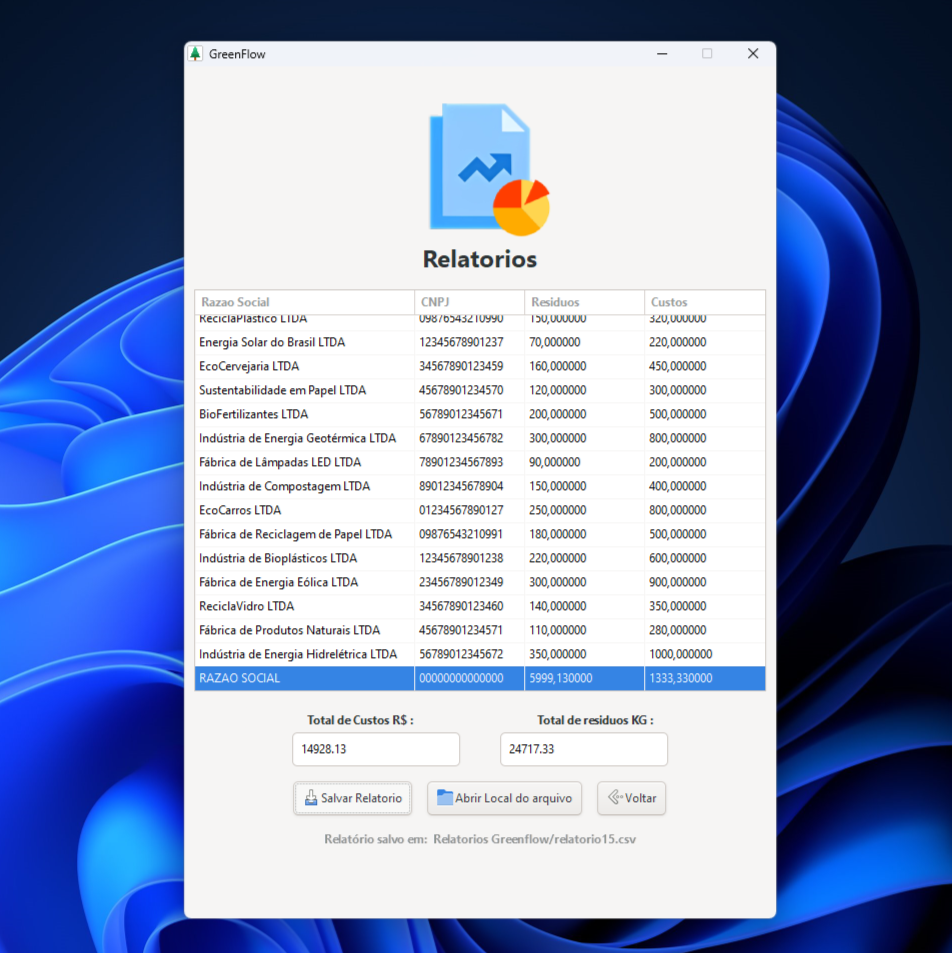 GreenFlow
Relatorios
Razao Social CNPJ Residuos Custos
ReciclaPlastico LTDA 09876543210990 150,000000 320,000000
Energia Solar do Brasil LTDA 12345678901237 70,000000 220,000000
EcoCervejaria LTDA 34567890123459 160,000000 450,000000
Sustentabilidade em Papel LTDA 45678901234570 120,000000 300,000000
BioFertilizantes LTDA 56789012345671 200,000000 500,000000
Indústria de Energia Geotérmica LTDA 67890123456782 300,000000 800,000000
Fábrica de Lâmpadas LED LTDA 78901234567893 90,000000 200,000000
Indústria de Compostagem LTDA 89012345678904 150,000000 400,000000
EcoCarros LTDA 01234567890127 250,000000 800,000000
Fábrica de Reciclagem de Papel LTDA 09876543210991 180,000000 500,000000
Indústria de Bioplásticos LTDA 12345678901238 220,000000 600,000000
Fábrica de Energia Eólica LTDA 23456789012349 300,000000 900,000000
ReciclaVidro LTDA 34567890123460 140,000000 350,000000
Fábrica de Produtos Naturais LTDA 45678901234571 110,000000 280,000000
Indústria de Energia Hidrelétrica LTDA 56789012345672 350,000000 1000,000000
RAZAO SOCIAL 00000000000000 5999,130000 1333,330000
Total de Custos R$ : Total de residuos KG :
14928.13 24717.33
Salvar Relatorio Abrir Local do arquivo Voltar
Relatório salvo em: Relatorios Greenflow/relatorio15.csv